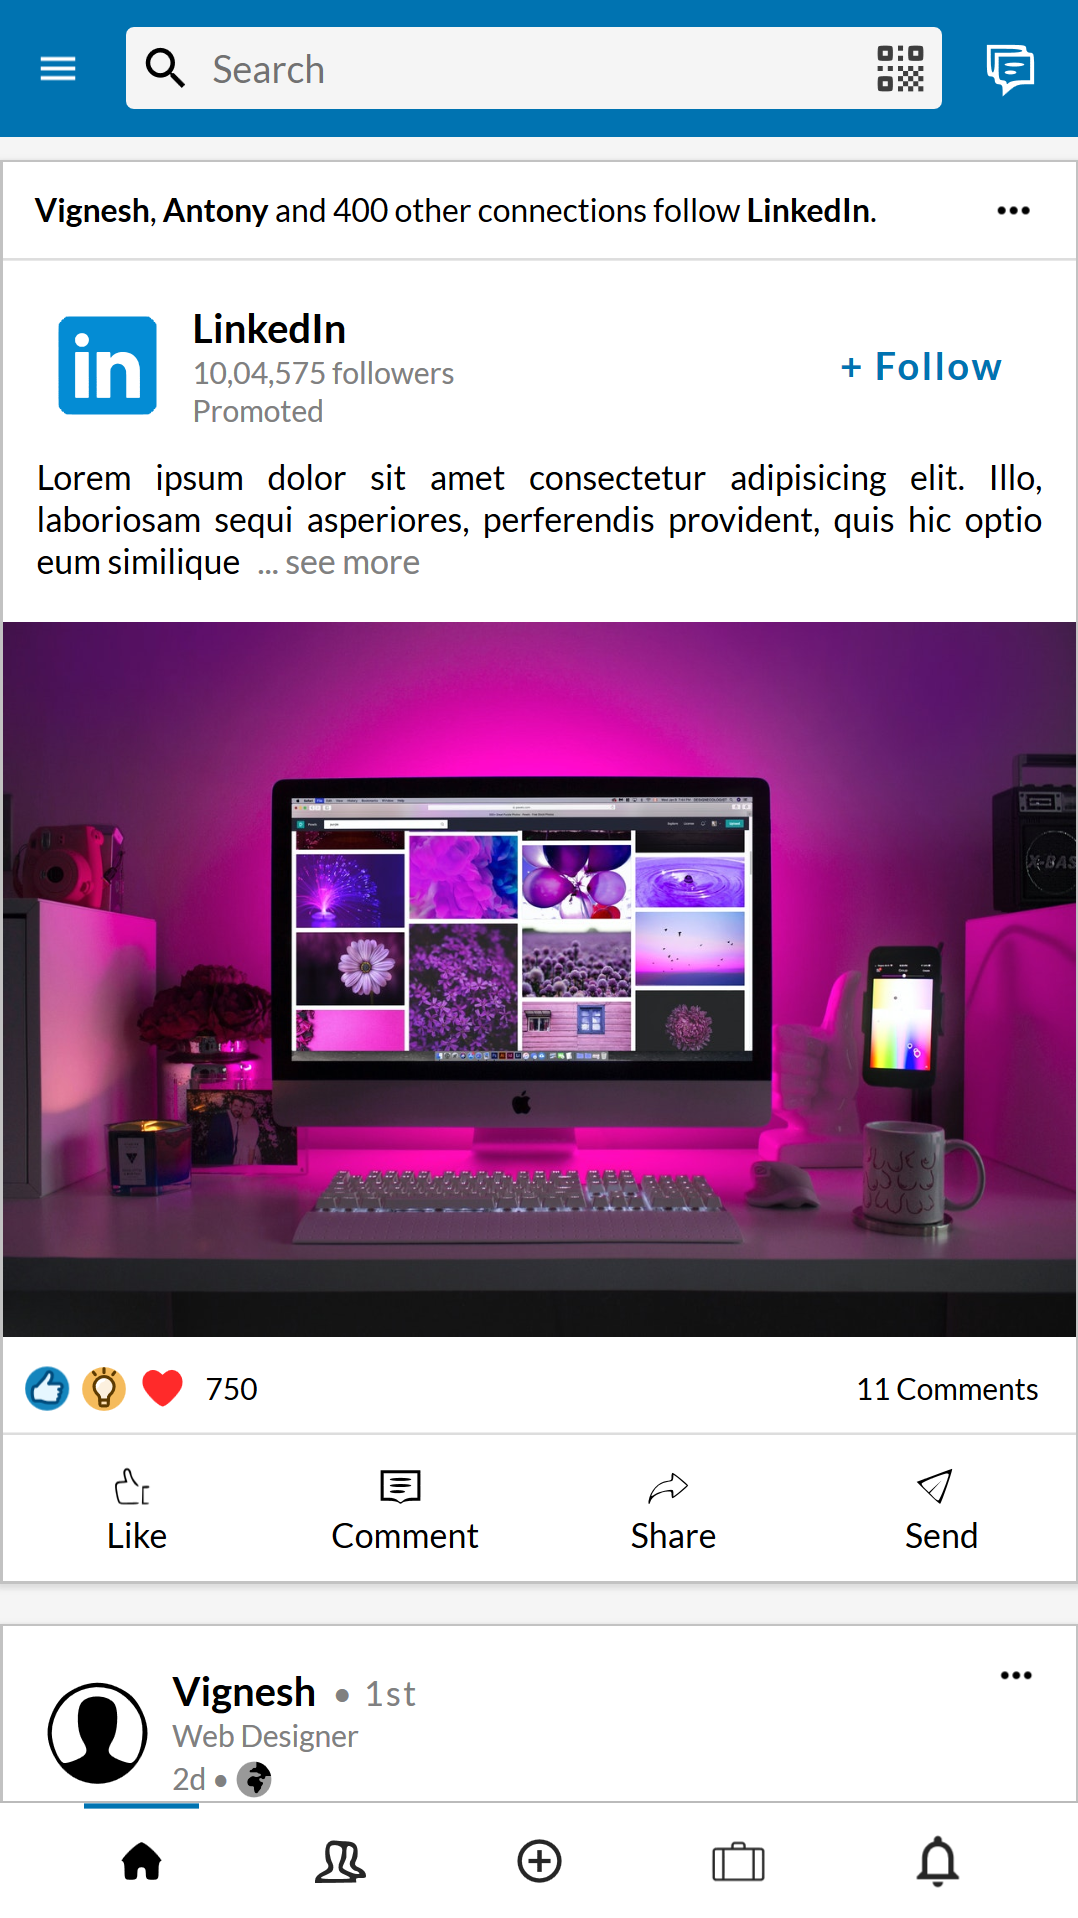 Search
Vignesh, Antony and 400 other connections follow LinkedIn.
in
LinkedIn
10,04,575 followers
Promoted
+ Follow
Lorem ipsum dolor sit amet consectetur adipisicing elit. Illo,
laboriosam sequi asperiores, perferendis provident, quis hic optio
eum similique ... see more
X-BAS
750
11 Comments
Like
Comment
Share
Send
Vignesh • 1st
Web Designer
2d •